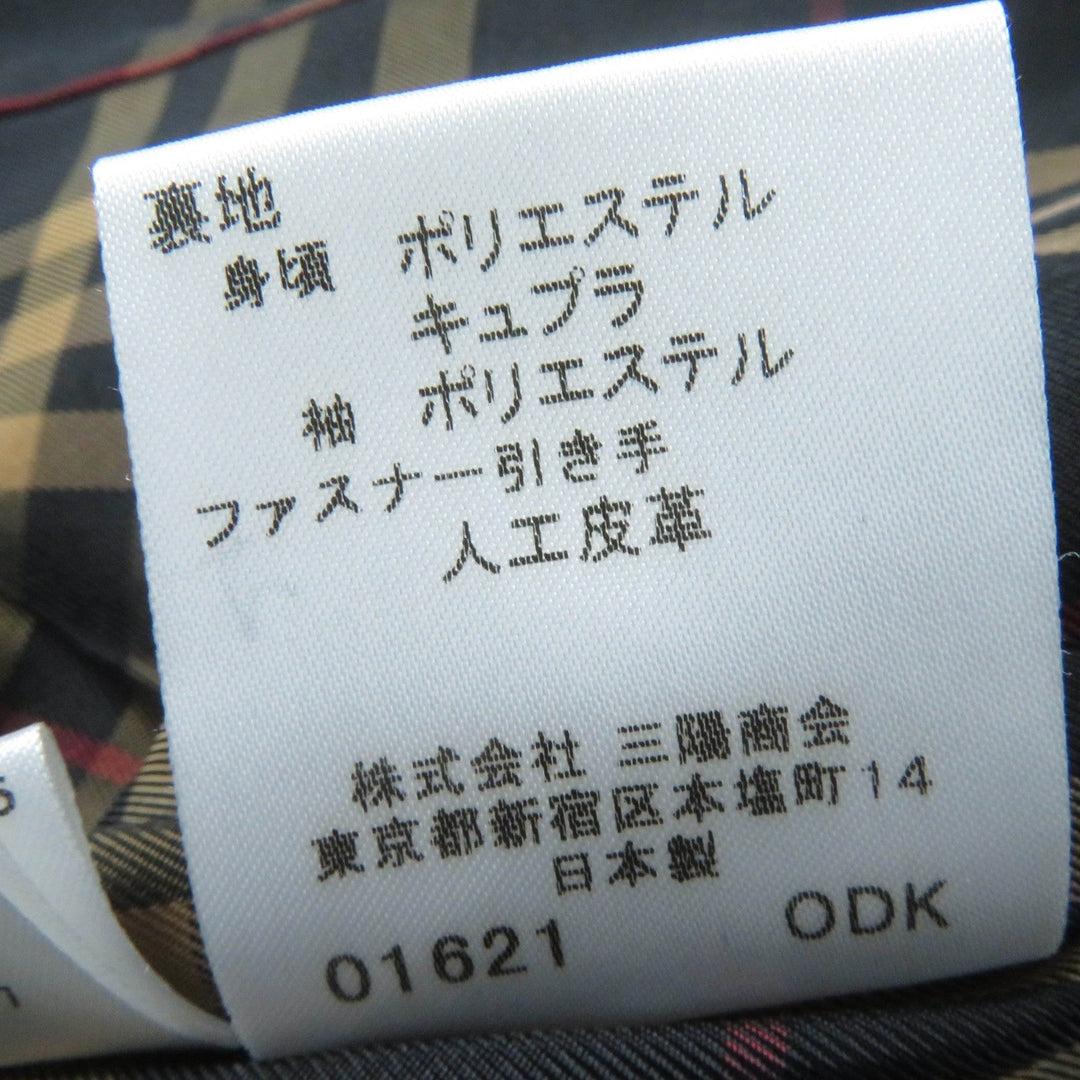 裏地
身頃 ポリエステル
キュプラ
袖 ポリエステル
ファスナー引き手
人工皮革
株式会社 三陽商会
東京都新宿区本塩町14
日本製
01621 ODK